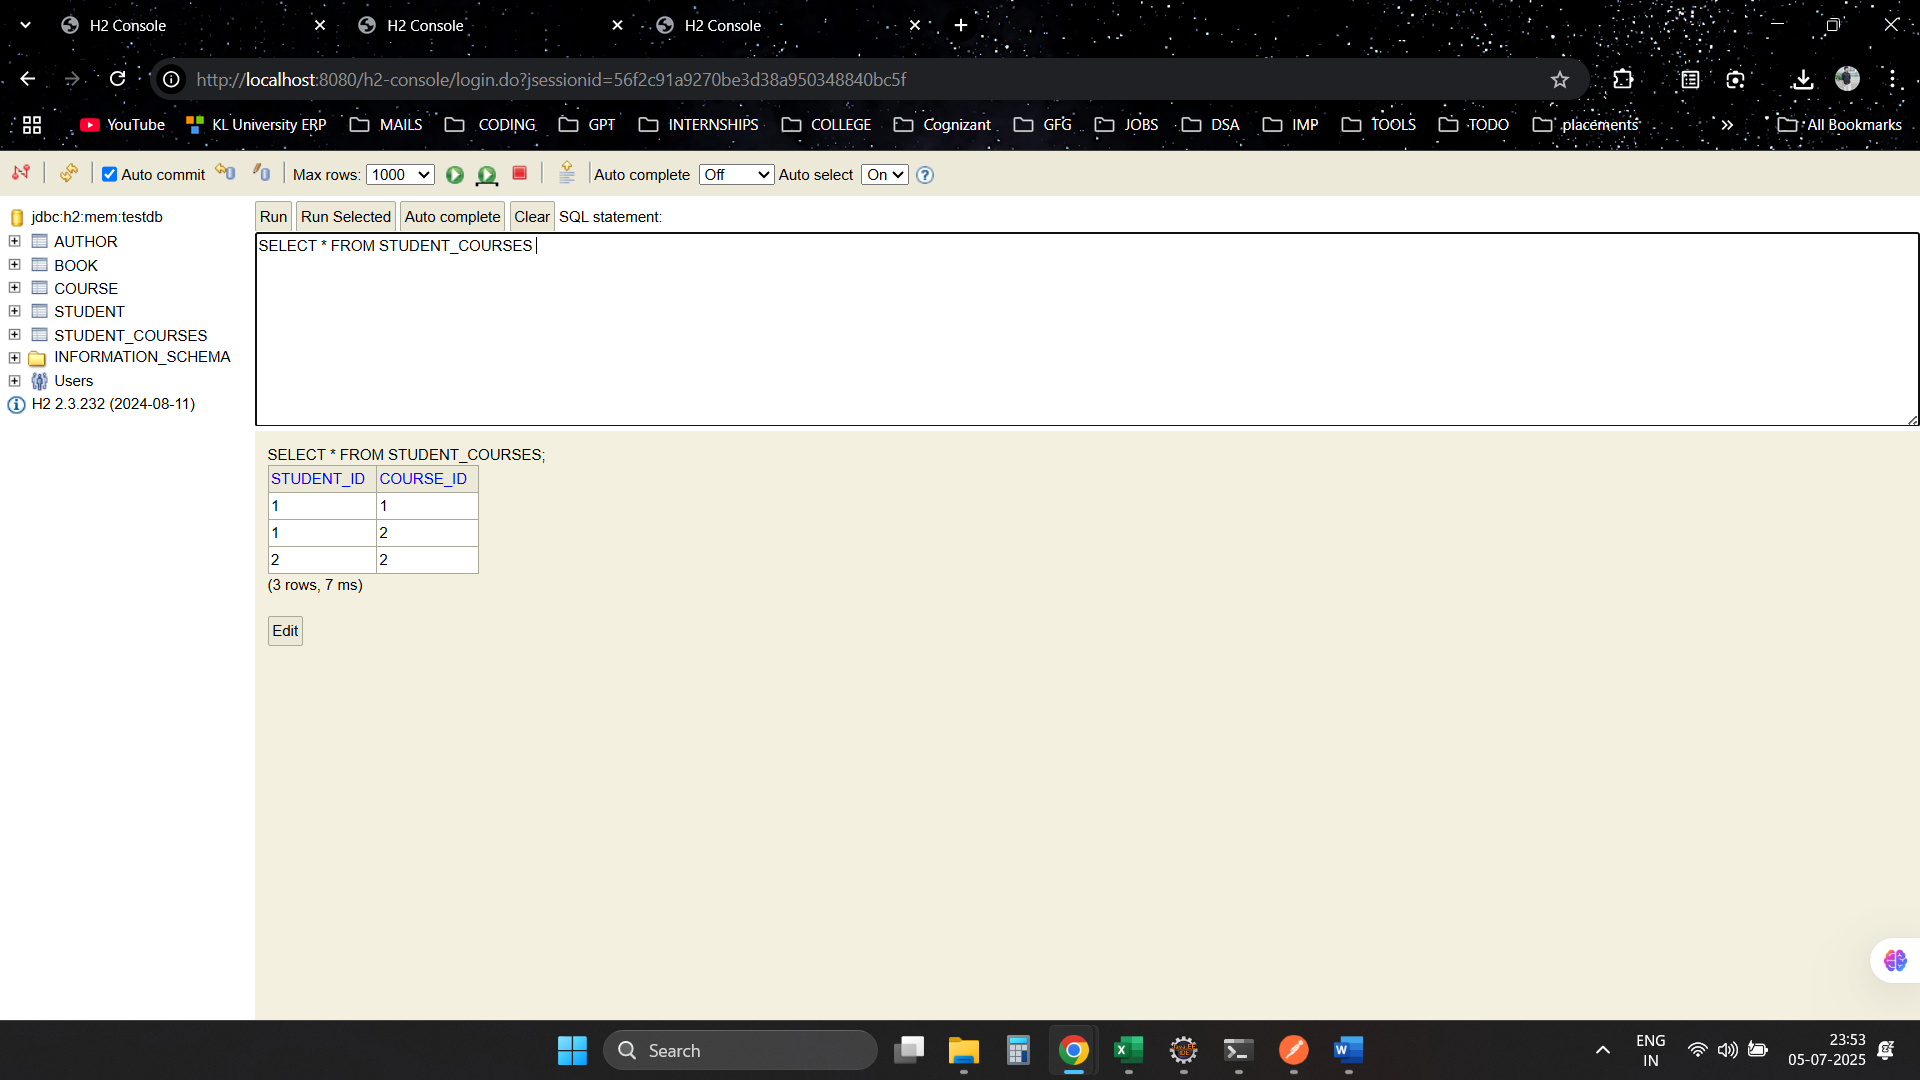 H2 Console
H2 Console
H2 Console
http://localhost:8080/h2-console/login.do?jsessionid=56f2c91a9270be3d38a950348840bc5f
YouTube KL University ERP MAILS CODING GPT INTERNSHIPS COLLEGE Cognizant GFG JOBS DSA IMP TOOLS TODO placements » All Bookmarks
Auto commit Max rows: 1000 Auto complete Off Auto select On ?
jdbc:h2:mem:testdb
AUTHOR
BOOK
COURSE
STUDENT
STUDENT_COURSES
INFORMATION_SCHEMA
Users
H2 2.3.232 (2024-08-11)
Run Run Selected Auto complete Clear SQL statement:
SELECT * FROM STUDENT_COURSES
SELECT * FROM STUDENT_COURSES;
STUDENT_ID COURSE_ID
1 1
1 2
2 2
(3 rows, 7 ms)
Edit
Search
ENG
IN
23:53
05-07-2025